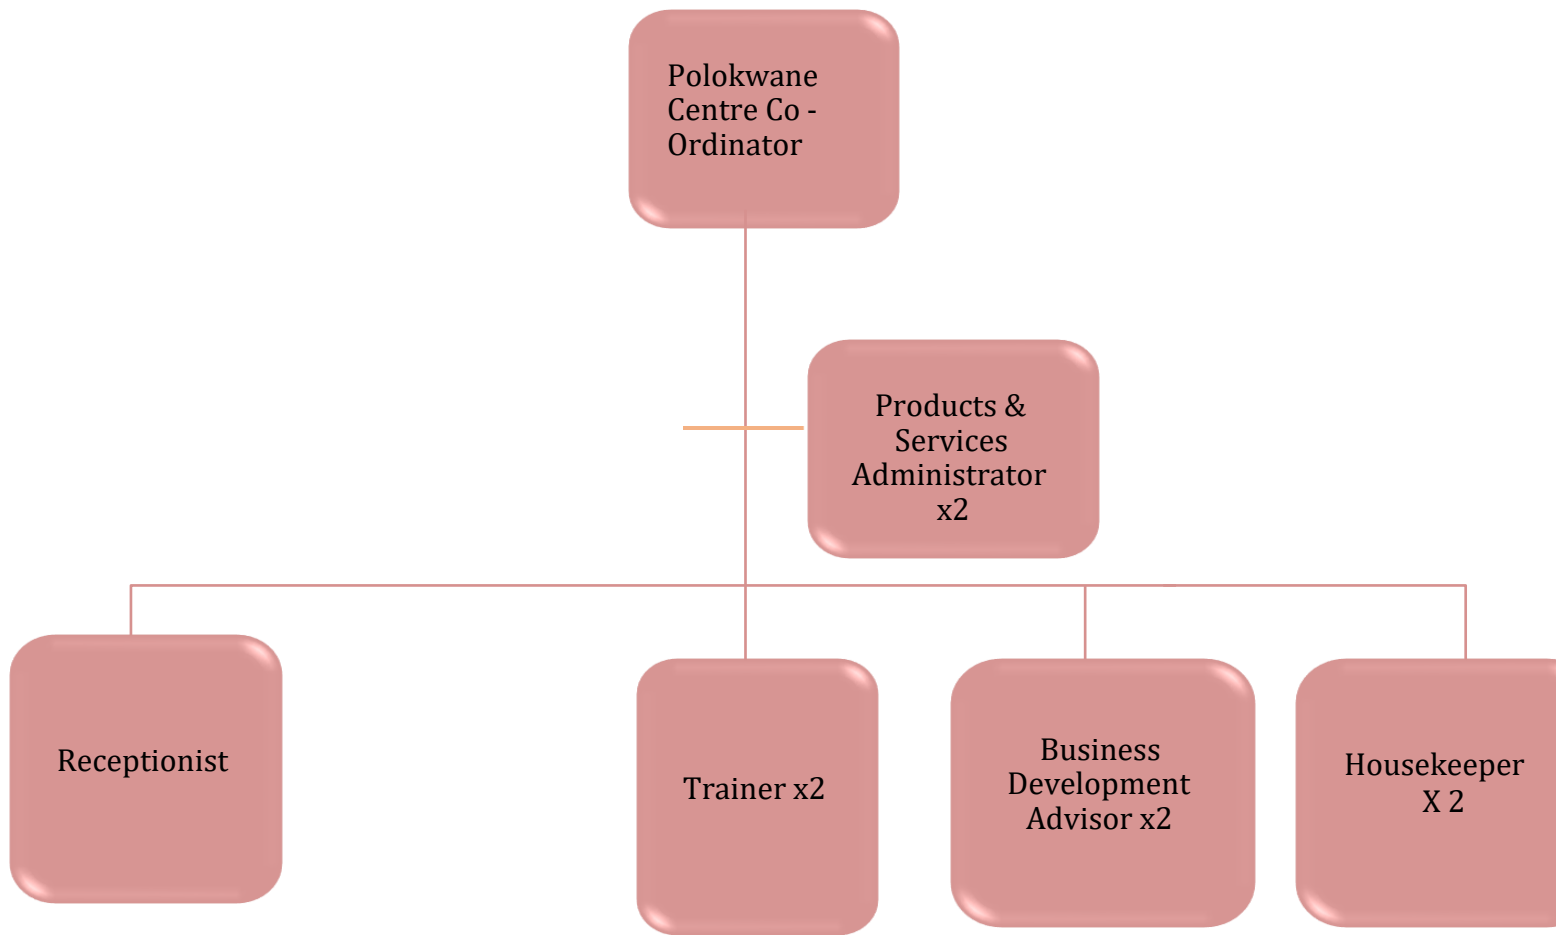 Polokwane
Centre Co -
Ordinator
Products &
Services
Administrator
x2
Receptionist
Trainer x2
Business
Development
Advisor x2
Housekeeper
X 2